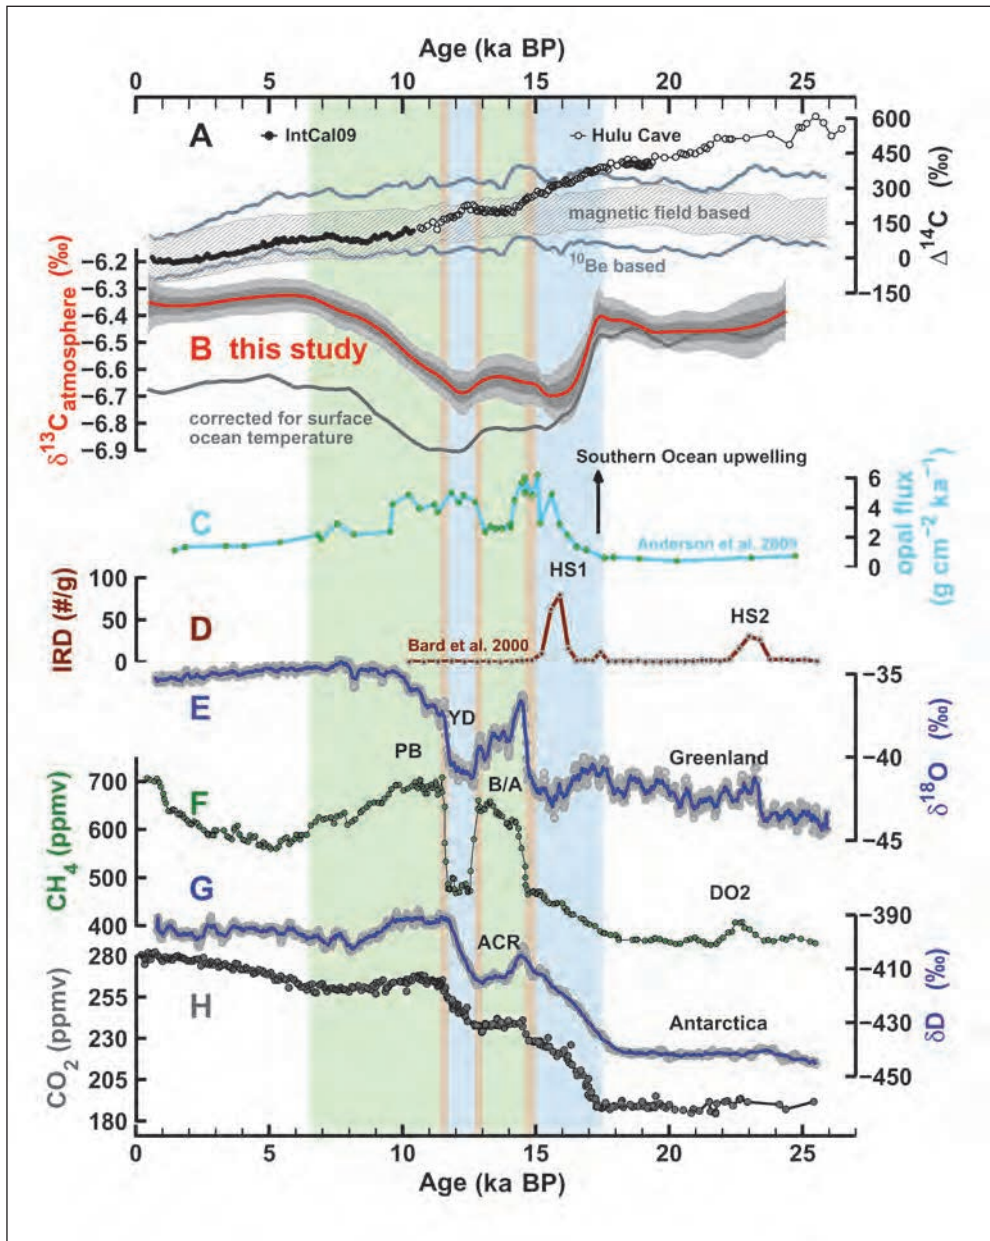 Age (ka BP)
0 5 10 15 20 25
A
IntCal09
Hulu Cave
600
450
300
150
0
−150
Δ¹⁴C (‰)
magnetic field based
¹⁰Be based
−6.2
−6.3
−6.4
−6.5
−6.6
−6.7
−6.8
−6.9
δ¹³C atmosphere (‰)
B this study
corrected for surface
ocean temperature
Southern Ocean upwelling
C
6
4
2
0
opal flux
(g cm⁻² ka⁻¹)
Anderson et al. 2009
100
50
0
IRD (#/g)
D
HS1
HS2
Bard et al. 2000
E
YD
−35
−40
−45
δ¹⁸O (‰)
Greenland
PB
B/A
700
600
500
400
CH₄ (ppmv)
F
DO2
G
ACR
−390
−410
−430
−450
δD (‰)
Antarctica
280
255
230
205
180
CO₂ (ppmv)
H
0 5 10 15 20 25
Age (ka BP)